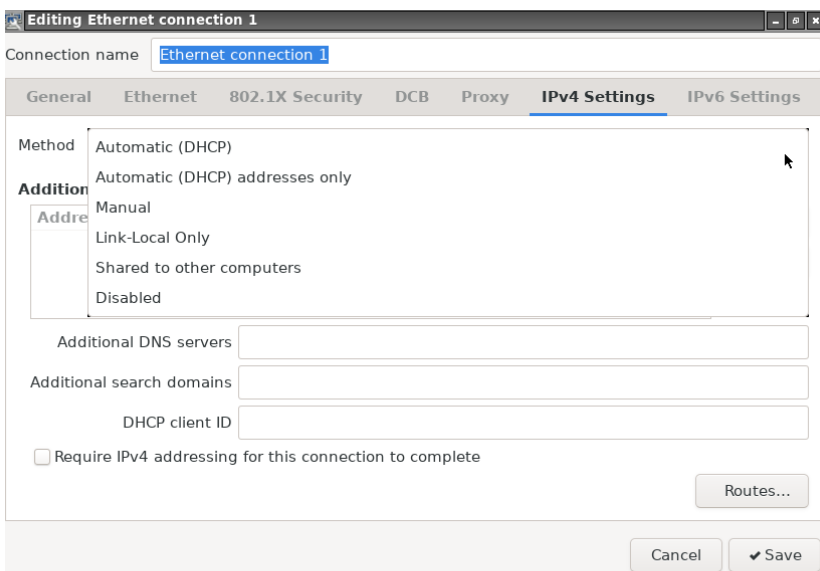 Editing Ethernet connection 1
Connection name Ethernet connection 1
General Ethernet 802.1X Security DCB Proxy IPv4 Settings IPv6 Settings
Method Automatic (DHCP)
Automatic (DHCP) addresses only
Addition
Manual
Addre
Link-Local Only
Shared to other computers
Disabled
Additional DNS servers
Additional search domains
DHCP client ID
Require IPv4 addressing for this connection to complete
Routes...
Cancel Save